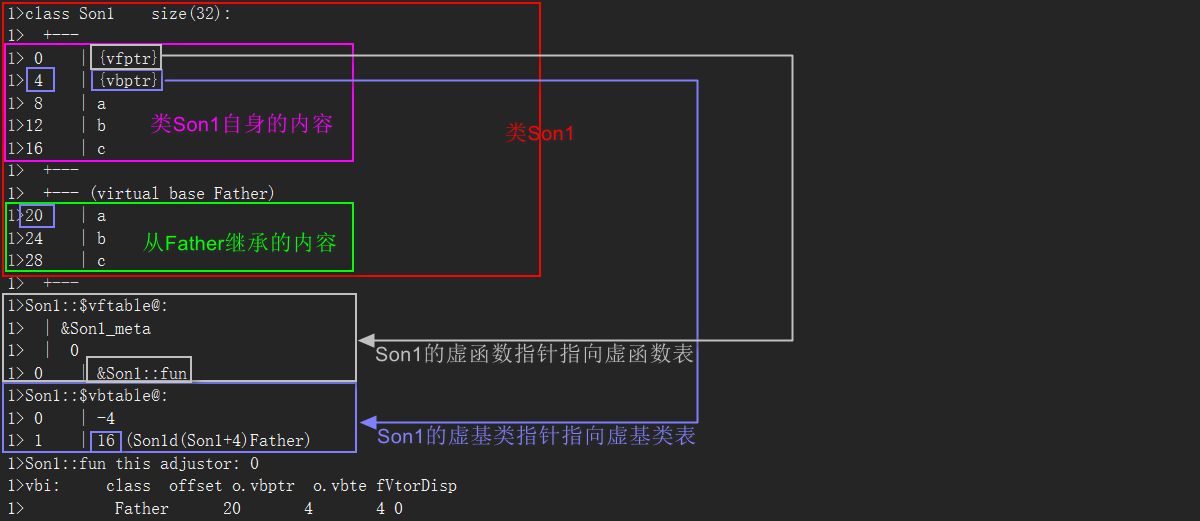 1>class Son1    size(32):
1>  +---
1> 0     | {vfptr}
1> 4     | {vbptr}
1> 8     | a
1>12     | b
类Son1自身的内容
类Son1
1>16     | c
1>  +---
1>  +--- (virtual base Father)
1>20     | a
1>24     | b
从Father继承的内容
1>28     | c
1>  +---
1>Son1::$vftable@:
1>  | &Son1_meta
1>  |  0
Son1的虚函数指针指向虚函数表
1> 0     | &Son1::fun
1>Son1::$vbtable@:
1> 0     | -4
1> 1     | 16 (Son1d(Son1+4)Father)
Son1的虚基类指针指向虚基类表
1>Son1::fun this adjustor: 0
1>vbi:     class  offset o.vbptr  o.vbte fVtorDisp
1>          Father      20       4       4 0